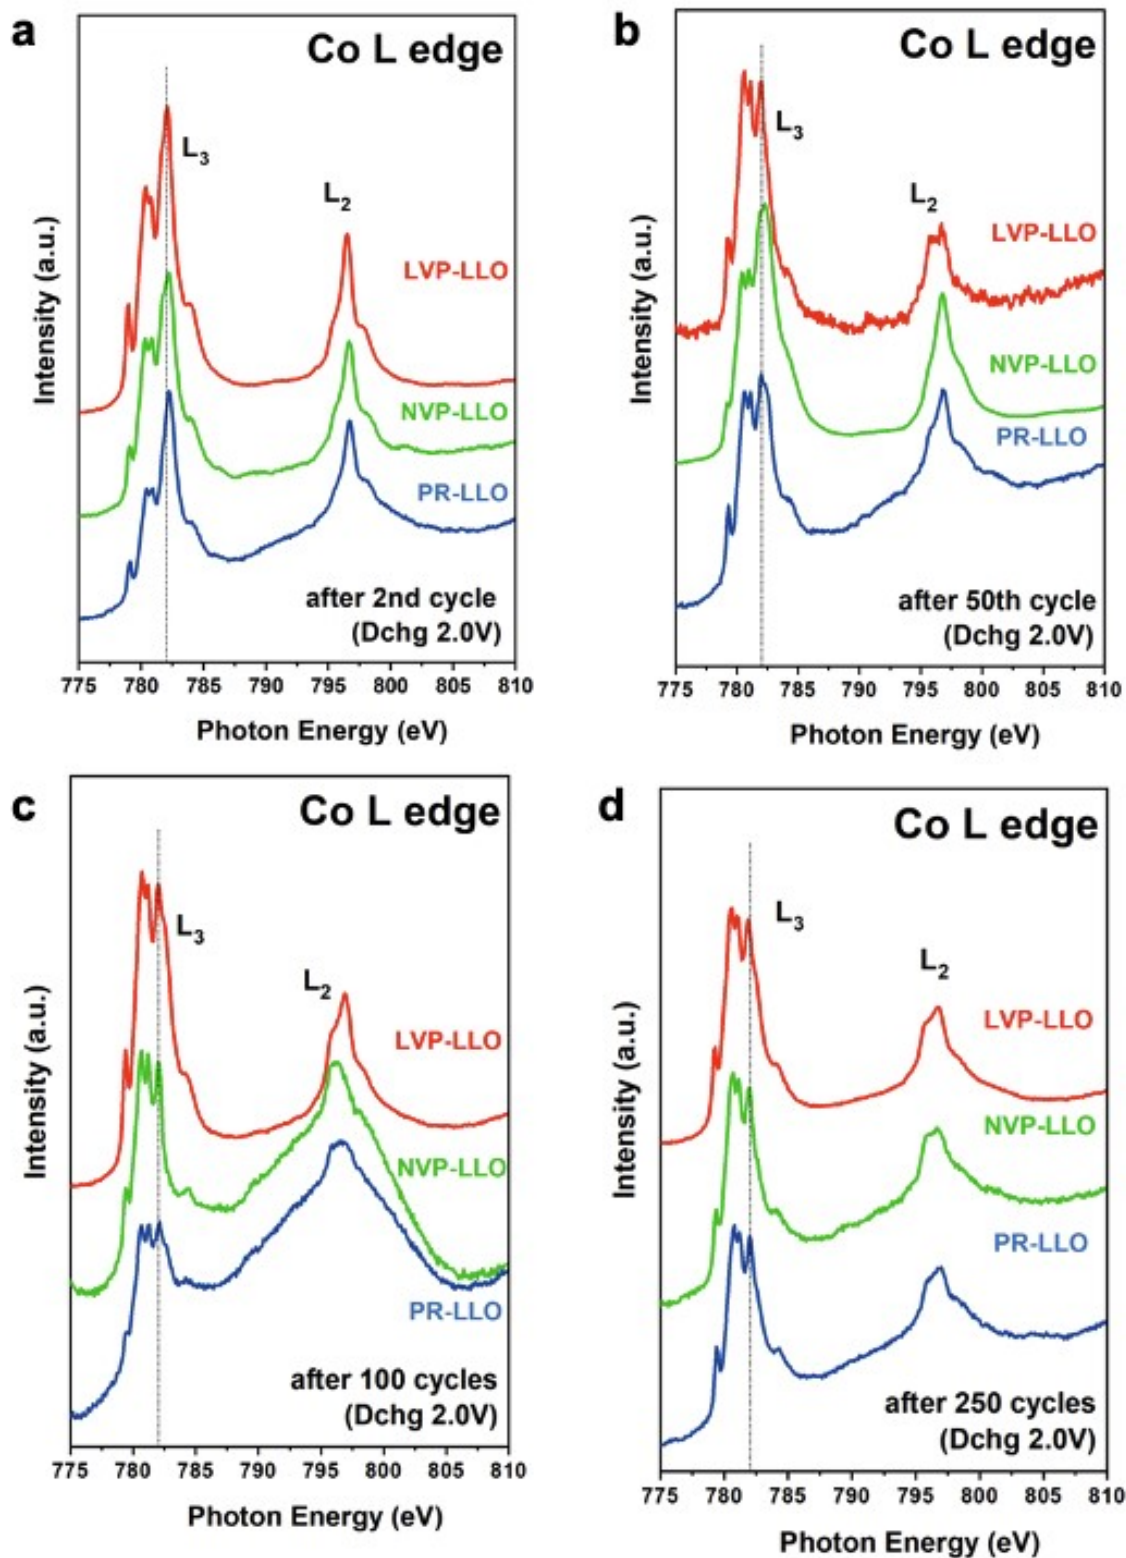 a
Co L edge
L3
L2
LVP-LLO
NVP-LLO
PR-LLO
after 2nd cycle
(Dchg 2.0V)
Intensity (a.u.)
775 780 785 790 795 800 805 810
Photon Energy (eV)
b
Co L edge
L3
L2
LVP-LLO
NVP-LLO
PR-LLO
after 50th cycle
(Dchg 2.0V)
Intensity (a.u.)
775 780 785 790 795 800 805 810
Photon Energy (eV)
c
Co L edge
L3
L2
LVP-LLO
NVP-LLO
PR-LLO
after 100 cycles
(Dchg 2.0V)
Intensity (a.u.)
775 780 785 790 795 800 805 810
Photon Energy (eV)
d
Co L edge
L3
L2
LVP-LLO
NVP-LLO
PR-LLO
after 250 cycles
(Dchg 2.0V)
Intensity (a.u.)
775 780 785 790 795 800 805 810
Photon Energy (eV)